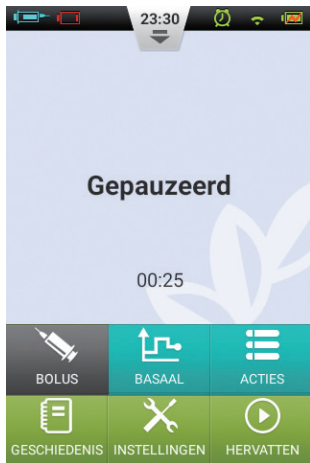 23:30
Gepauzeerd
00:25
BOLUS BASAAL ACTIES
GESCHIEDENIS INSTELLINGEN HERVATTEN